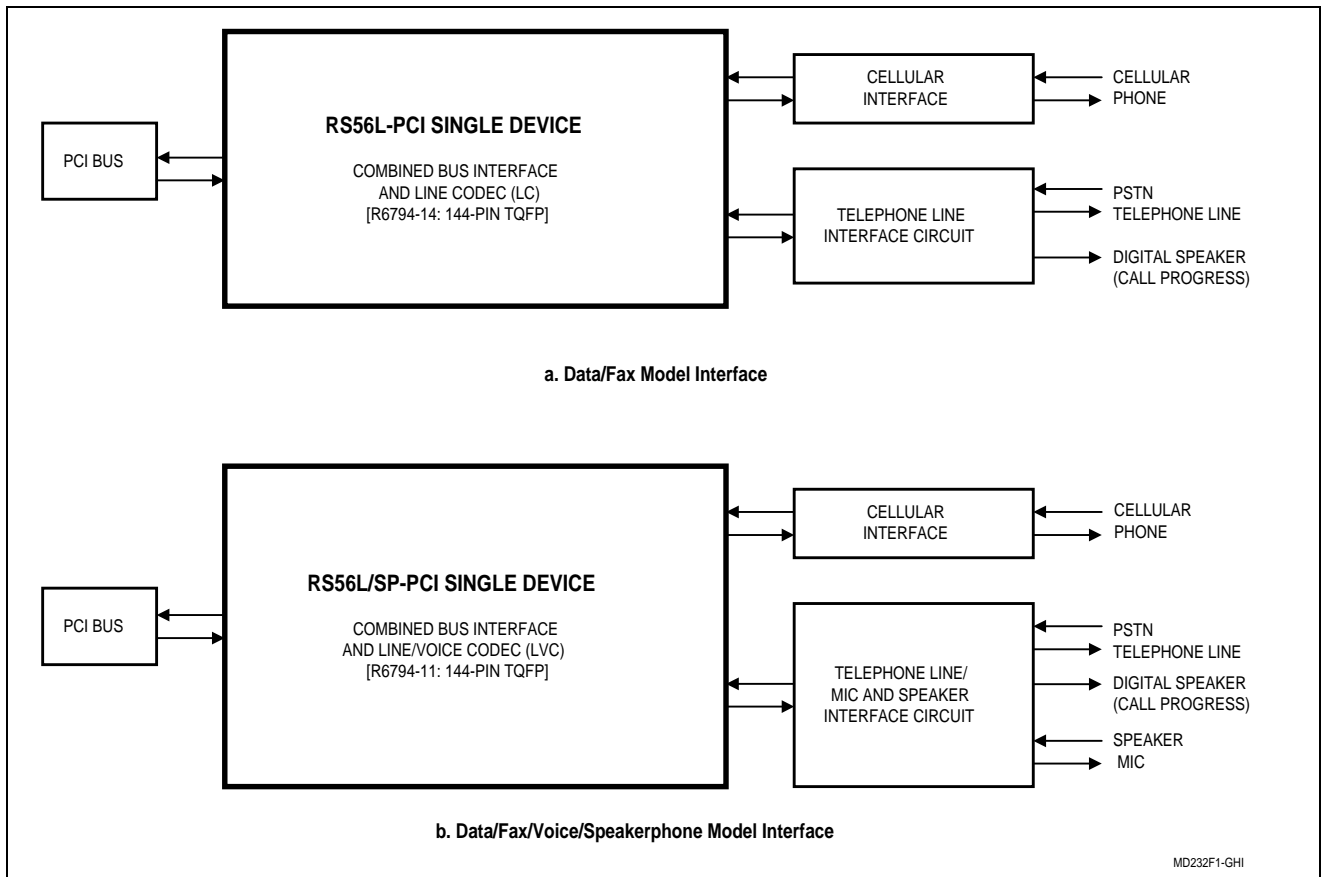 PCI BUS
RS56L-PCI SINGLE DEVICE
COMBINED BUS INTERFACE
AND LINE CODEC (LC)
[R6794-14: 144-PIN TQFP]
CELLULAR
INTERFACE
CELLULAR
PHONE
TELEPHONE LINE
INTERFACE CIRCUIT
PSTN
TELEPHONE LINE
DIGITAL SPEAKER
(CALL PROGRESS)
a. Data/Fax Model Interface
PCI BUS
RS56L/SP-PCI SINGLE DEVICE
COMBINED BUS INTERFACE
AND LINE/VOICE CODEC (LVC)
[R6794-11: 144-PIN TQFP]
CELLULAR
INTERFACE
CELLULAR
PHONE
TELEPHONE LINE/
MIC AND SPEAKER
INTERFACE CIRCUIT
PSTN
TELEPHONE LINE
DIGITAL SPEAKER
(CALL PROGRESS)
SPEAKER
MIC
b. Data/Fax/Voice/Speakerphone Model Interface
MD232F1-GHI